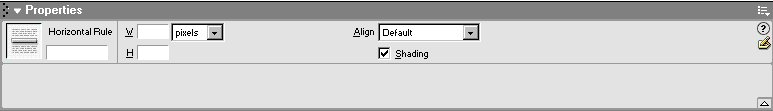 Properties
Horizontal Rule W pixels Align Default
?
H Shading